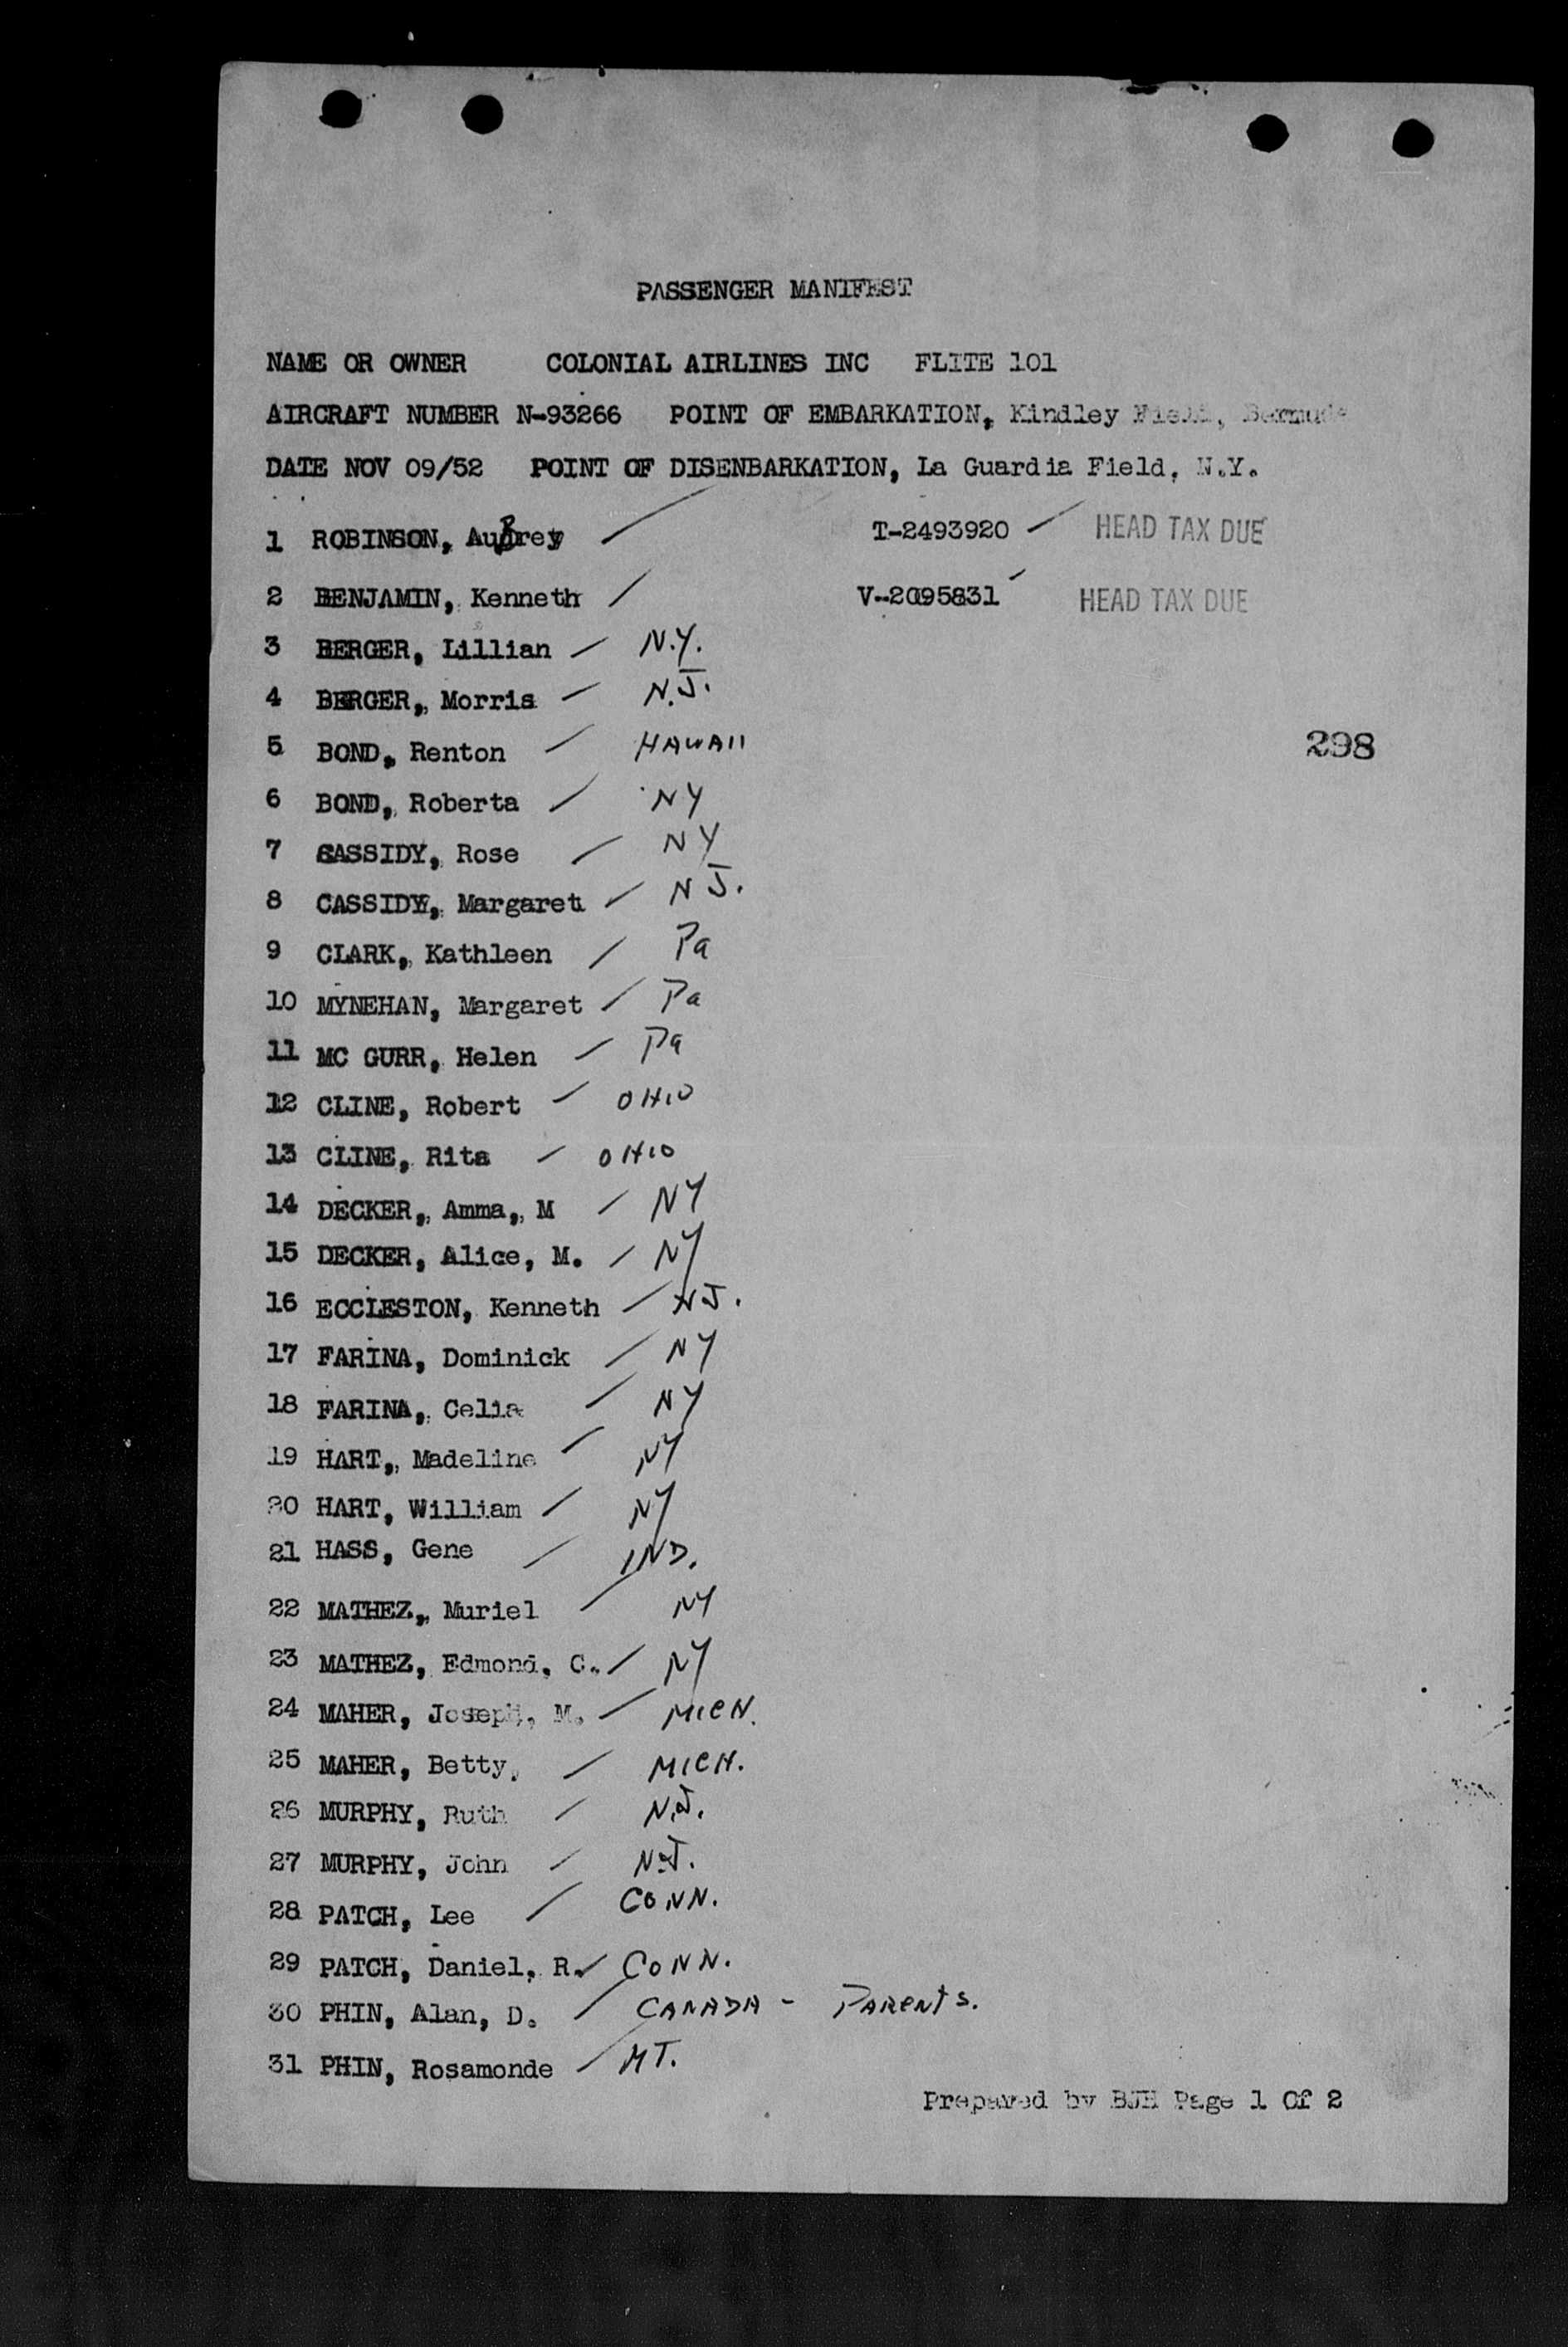 PASSENGER MANIFEST
NAME OR OWNER COLONIAL AIRLINES INC FLITE 101
AIRCRAFT NUMBER N-93266 POINT OF EMBARKATION, Kindley Field, Bermuda
DATE NOV 09/52 POINT OF DISENBARKATION, La Guardia Field, N.Y.
1 ROBINSON, AuBrey T-2493920 HEAD TAX DUE
2 BENJAMIN, Kenneth V-2095831 HEAD TAX DUE
3 BERGER, Lillian N.Y.
4 BERGER, Morris N.J.
5 BOND, Renton HAWAII 298
6 BOND, Roberta NY
7 CASSIDY, Rose NY
8 CASSIDY, Margaret NJ.
9 CLARK, Kathleen Pa
10 MYNEHAN, Margaret Pa
11 MC GURR, Helen Pa
12 CLINE, Robert OHIO
13 CLINE, Rita OHIO
14 DECKER, Amma, M NY
15 DECKER, Alice, M. NY
16 ECCLESTON, Kenneth NJ.
17 FARINA, Dominick NY
18 FARINA, Celia NY
19 HART, Madeline NY
20 HART, William NY
21 HASS, Gene IND.
22 MATHEZ, Muriel NY
23 MATHEZ, Edmond, C. NY
24 MAHER, Joseph, M. MICH.
25 MAHER, Betty, MICH.
26 MURPHY, Ruth N.J.
27 MURPHY, John N.J.
28 PATCH, Lee CONN.
29 PATCH, Daniel, R. CONN.
30 PHIN, Alan, D. CANADA - PARENTS.
31 PHIN, Rosamonde MT.
Prepared by BJH Page 1 Of 2